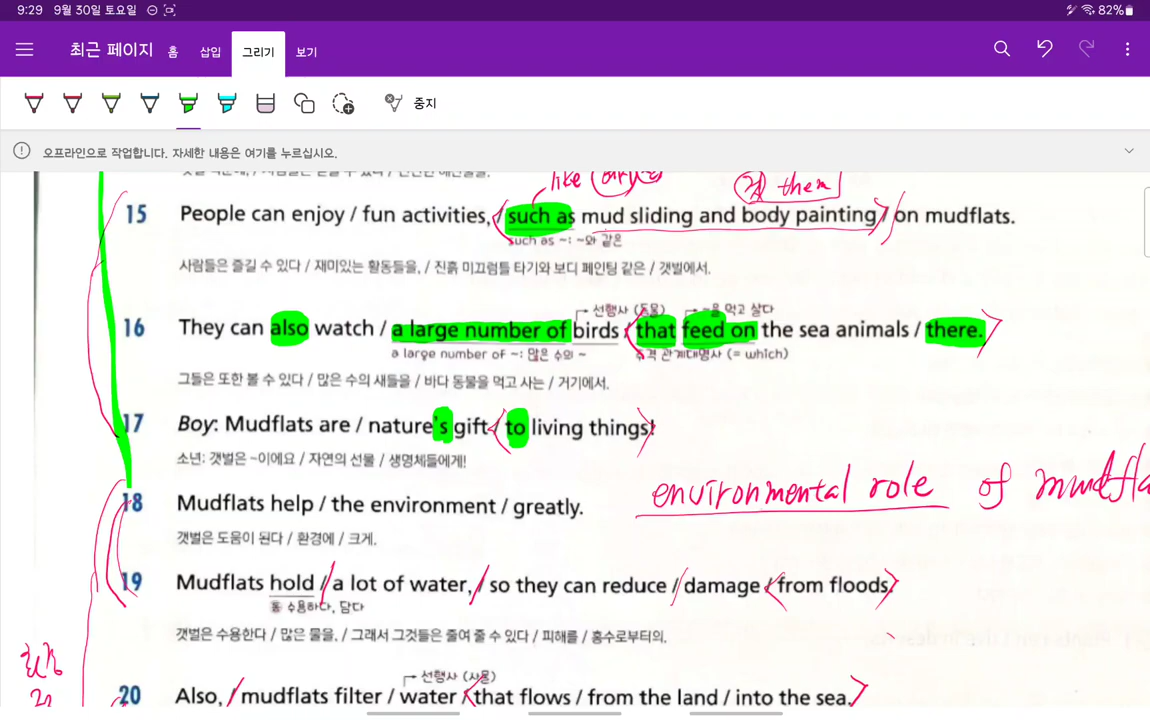 9:29 9월 30일 토요일 82%
최근 페이지 홈 삽입 그리기 보기
중지
오프라인으로 작업합니다. 자세한 내용은 여기를 누르십시오.
like
them
15 People can enjoy / fun activities, / such as mud sliding and body painting / on mudflats.
such as ~: ~와 같은
사람들은 즐길 수 있다 / 재미있는 활동들을, / 진흙 미끄럼틀 타기와 보디 페인팅 같은 / 갯벌에서.
선행사 (동물) ~을 먹고 살다
16 They can also watch / a large number of birds / that feed on the sea animals / there.
a large number of ~: 많은 수의 ~ 주격 관계대명사 (= which)
그들은 또한 볼 수 있다 / 많은 수의 새들을 / 바다 동물을 먹고 사는 / 거기에서.
17 Boy: Mudflats are / nature's gift / to living things!
소년: 갯벌은 ~이에요 / 자연의 선물 / 생명체들에게!
environmental role of
18 Mudflats help / the environment / greatly.
갯벌은 도움이 된다 / 환경에 / 크게.
19 Mudflats hold / a lot of water, / so they can reduce / damage / from floods.
동 수용하다, 담다
갯벌은 수용한다 / 많은 물을, / 그래서 그것들은 줄여 줄 수 있다 / 피해를 / 홍수로부터의.
선행사 (사물)
20 Also, / mudflats filter / water / that flows / from the land / into the sea.